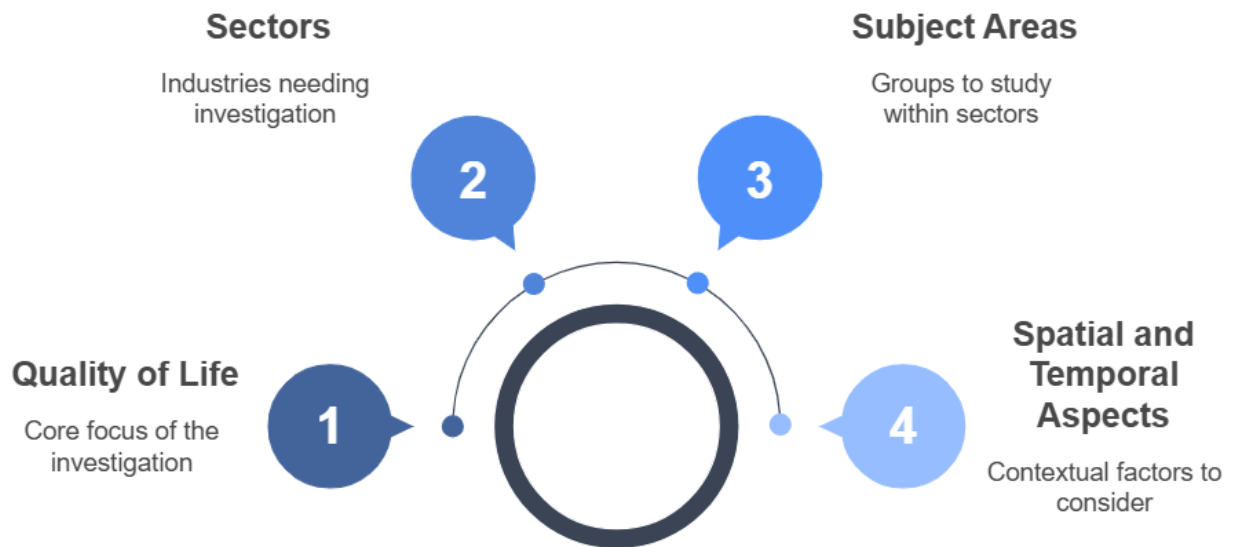 Sectors
Industries needing
investigation
2
Subject Areas
Groups to study
within sectors
3
Quality of Life
Core focus of the
investigation
1
Spatial and
Temporal
Aspects
Contextual factors to
consider
4